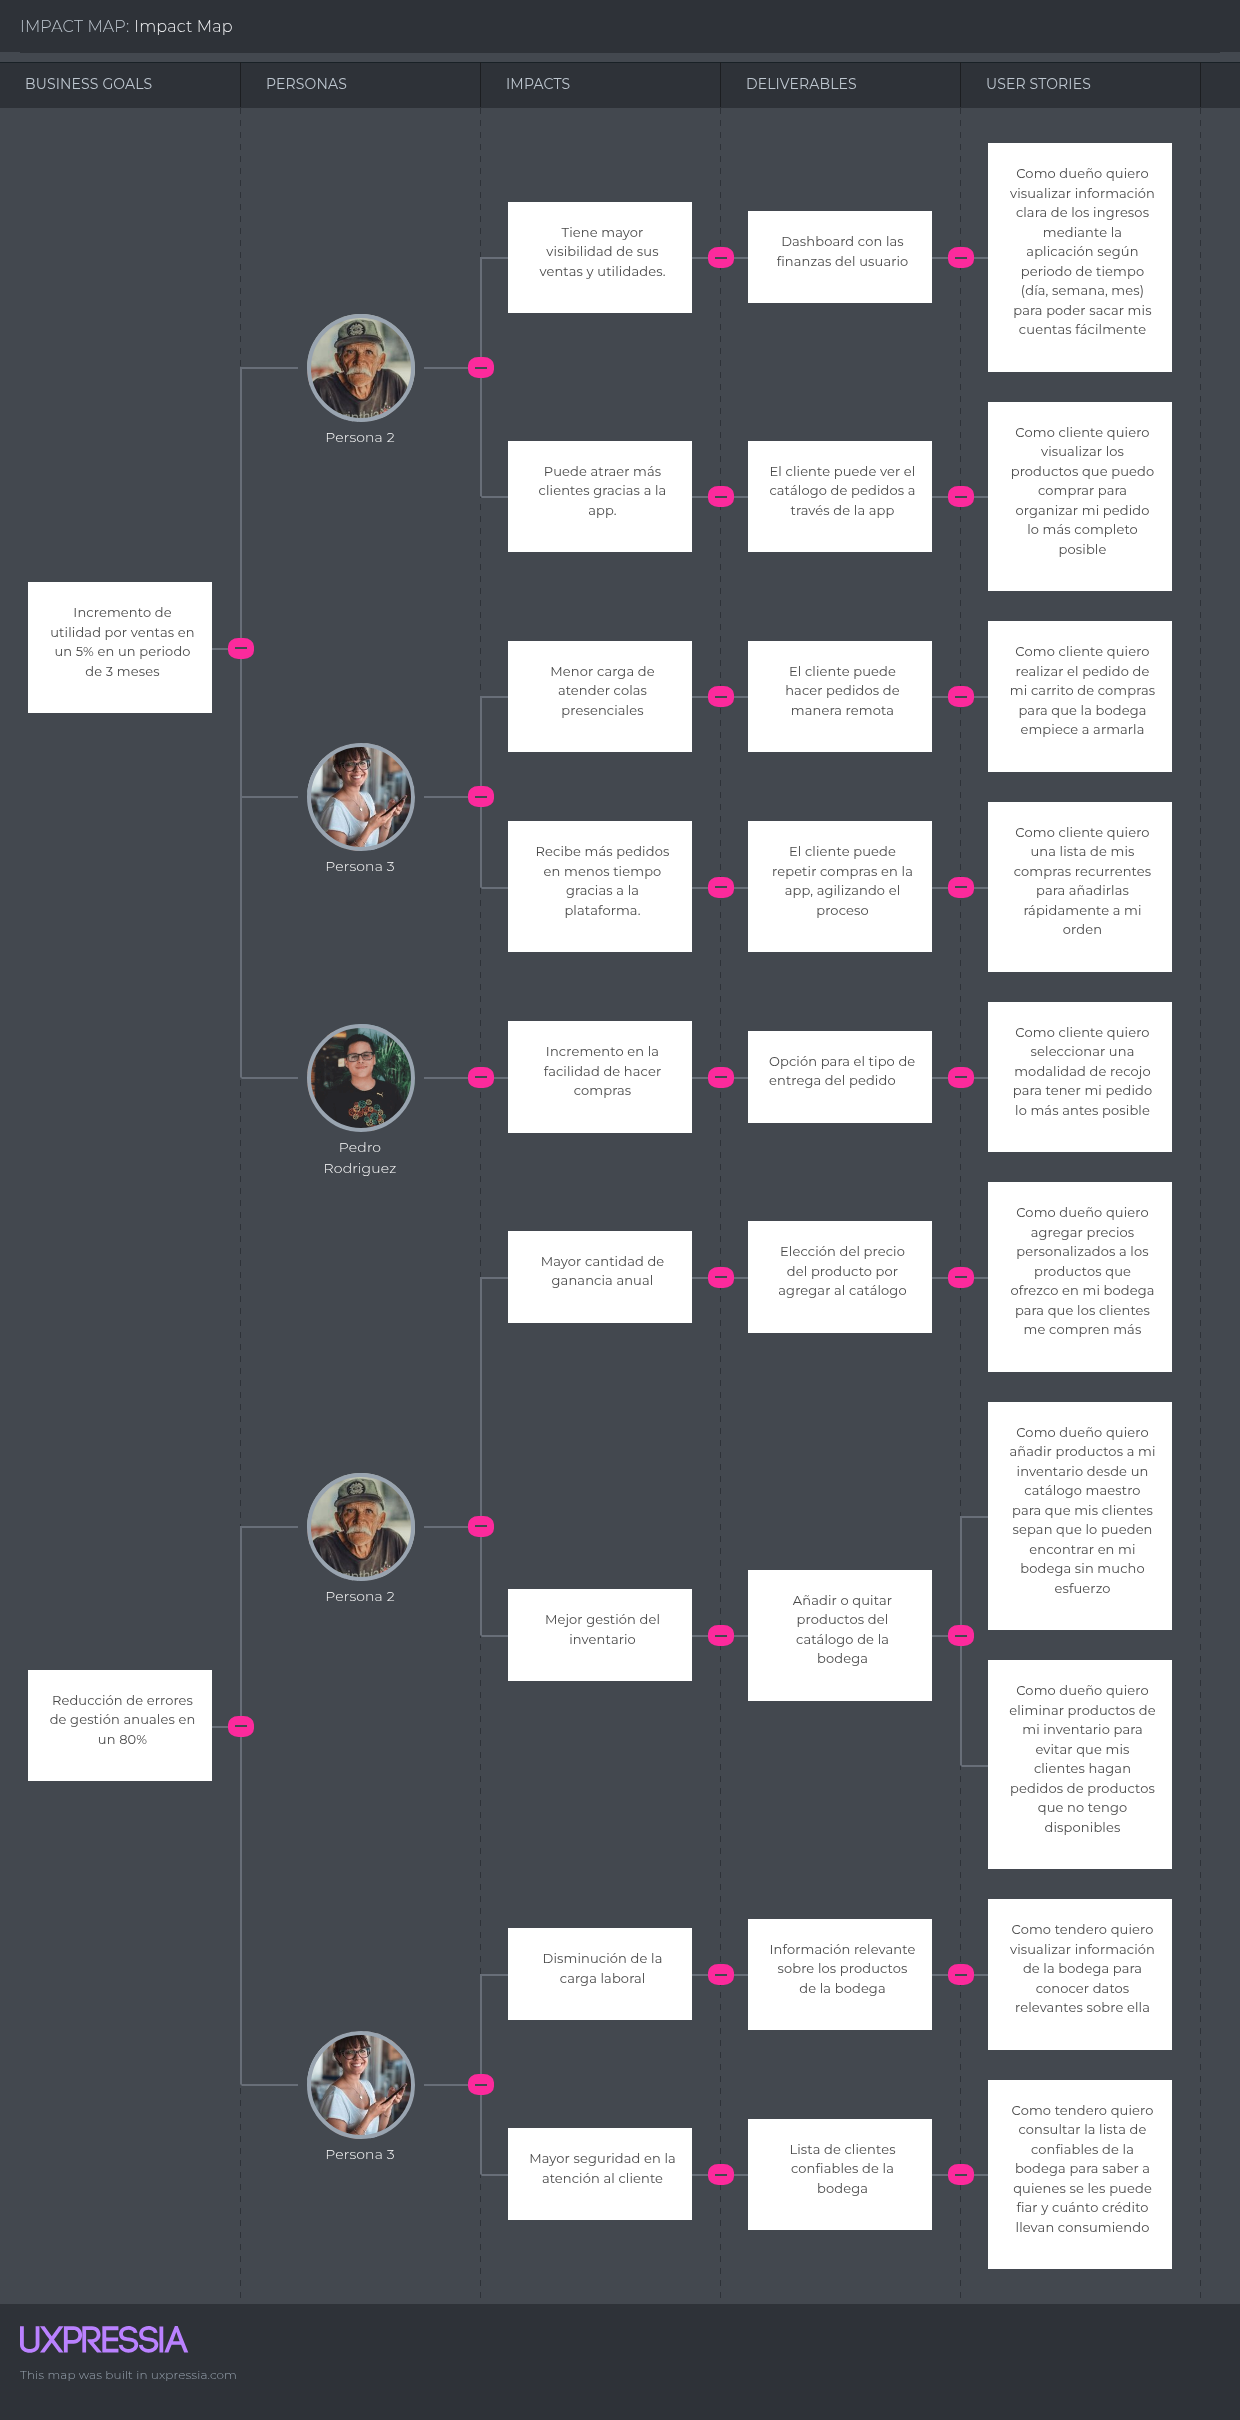 IMPACT MAP: Impact Map
BUSINESS GOALS
PERSONAS
IMPACTS
DELIVERABLES
USER STORIES
Incremento de
utilidad por ventas en
un 5% en un periodo
de 3 meses
Persona 2
Tiene mayor
visibilidad de sus
ventas y utilidades.
Dashboard con las
finanzas del usuario
Como dueño quiero
visualizar información
clara de los ingresos
mediante la
aplicación según
periodo de tiempo
(día, semana, mes)
para poder sacar mis
cuentas fácilmente
Puede atraer más
clientes gracias a la
app.
El cliente puede ver el
catálogo de pedidos a
través de la app
Como cliente quiero
visualizar los
productos que puedo
comprar para
organizar mi pedido
lo más completo
posible
Persona 3
Menor carga de
atender colas
presenciales
El cliente puede
hacer pedidos de
manera remota
Como cliente quiero
realizar el pedido de
mi carrito de compras
para que la bodega
empiece a armarla
Recibe más pedidos
en menos tiempo
gracias a la
plataforma.
El cliente puede
repetir compras en la
app, agilizando el
proceso
Como cliente quiero
una lista de mis
compras recurrentes
para añadirlas
rápidamente a mi
orden
Pedro
Rodriguez
Incremento en la
facilidad de hacer
compras
Opción para el tipo de
entrega del pedido
Como cliente quiero
seleccionar una
modalidad de recojo
para tener mi pedido
lo más antes posible
Reducción de errores
de gestión anuales en
un 80%
Persona 2
Mayor cantidad de
ganancia anual
Elección del precio
del producto por
agregar al catálogo
Como dueño quiero
agregar precios
personalizados a los
productos que
ofrezco en mi bodega
para que los clientes
me compren más
Mejor gestión del
inventario
Añadir o quitar
productos del
catálogo de la
bodega
Como dueño quiero
añadir productos a mi
inventario desde un
catálogo maestro
para que mis clientes
sepan que lo pueden
encontrar en mi
bodega sin mucho
esfuerzo
Como dueño quiero
eliminar productos de
mi inventario para
evitar que mis
clientes hagan
pedidos de productos
que no tengo
disponibles
Persona 3
Disminución de la
carga laboral
Información relevante
sobre los productos
de la bodega
Como tendero quiero
visualizar información
de la bodega para
conocer datos
relevantes sobre ella
Mayor seguridad en la
atención al cliente
Lista de clientes
confiables de la
bodega
Como tendero quiero
consultar la lista de
confiables de la
bodega para saber a
quienes se les puede
fiar y cuánto crédito
llevan consumiendo
UXPRESSIA
This map was built in uxpressia.com